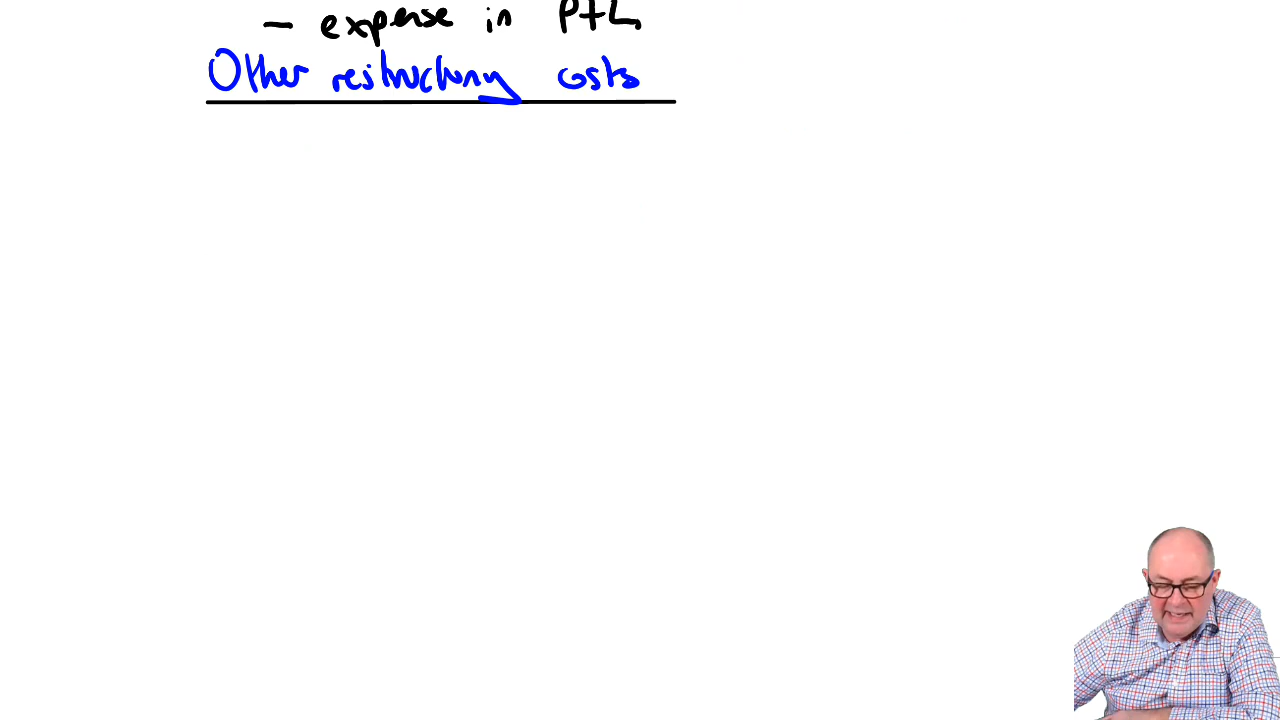 – expense in P+L.
Other restructuring costs